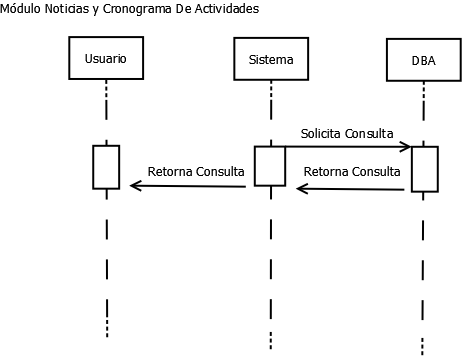 Módulo Noticias y Cronograma De Actividades
Usuario
Sistema
DBA
Solicita Consulta
Retorna Consulta
Retorna Consulta